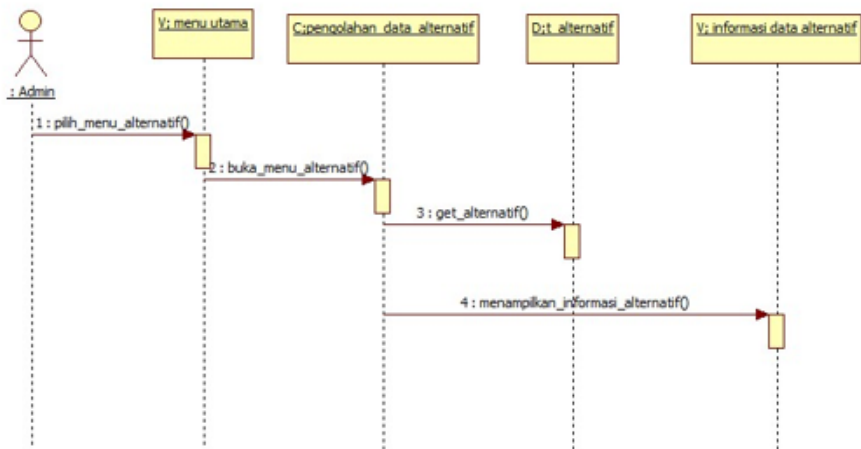 V; menu utama
C;pengolahan_data_alternatif
D;t_alternatif
V; informasi data alternatif
: Admin
1 : pilih_menu_alternatif()
2 : buka_menu_alternatif()
3 : get_alternatif()
4 : menampilkan_informasi_alternatif()